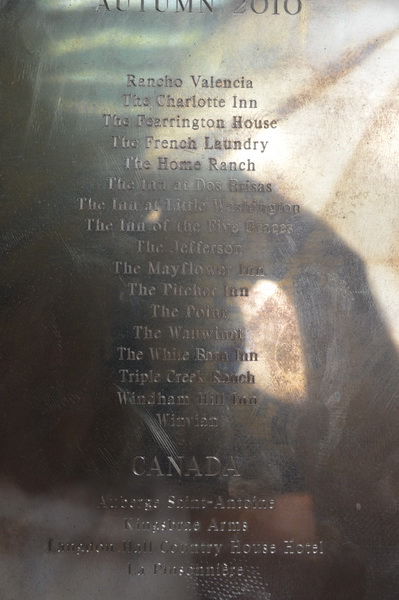 AUTUMN 2010
Rancho Valencia
The Charlotte Inn
The Fearrington House
The French Laundry
The Home Ranch
The Inn at Dos Brisas
The Inn at Little Washington
The Inn of the Five Graces
The Jefferson
The Mayflower Inn
The Pitcher Inn
The Point
The Wauwinet
The White Barn Inn
Triple Creek Ranch
Windham Hill Inn
Winvian
CANADA
Auberge Saint-Antoine
Kingsbrae Arms
Langdon Hall Country House Hotel
La Pinsonnière